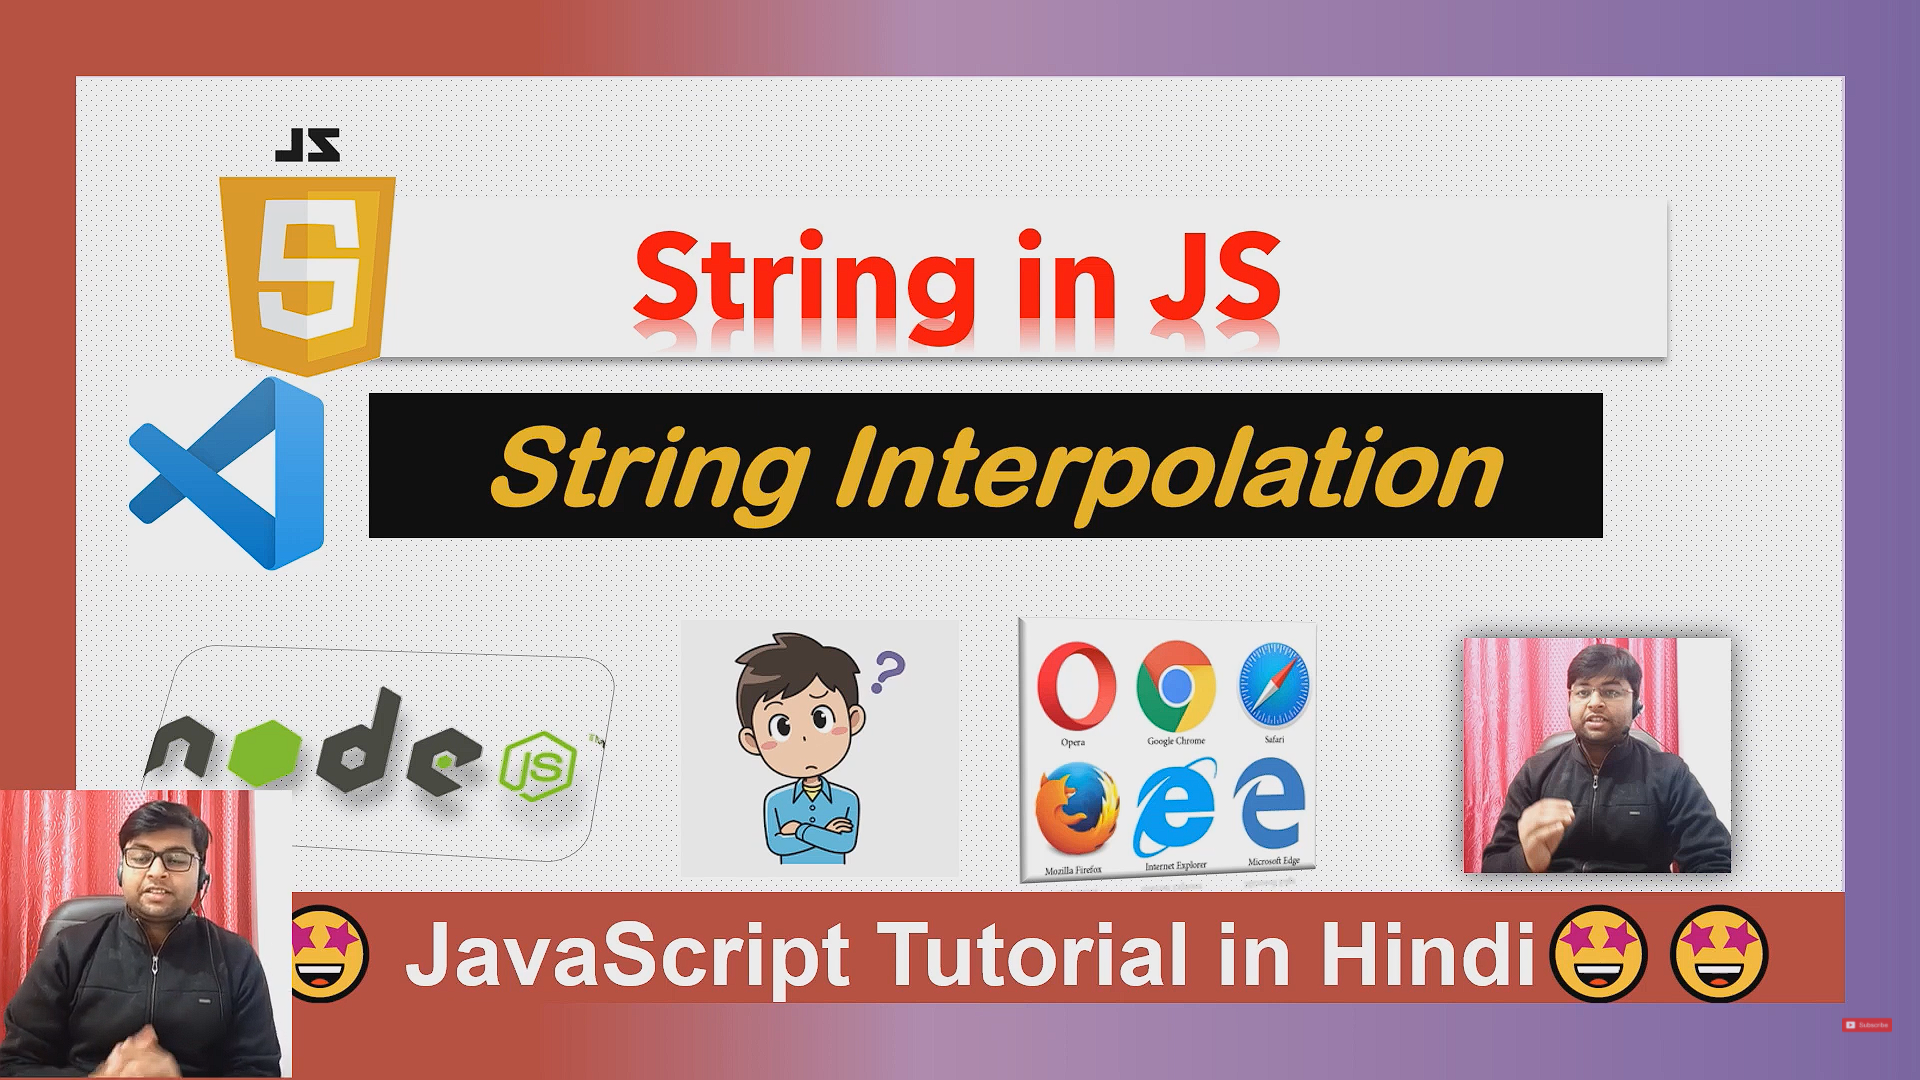 JS
String in JS
String Interpolation
node
JS
?
Opera
Google Chrome
Safari
Mozilla Firefox
Internet Explorer
Microsoft Edge
JavaScript Tutorial in Hindi
Subscribe